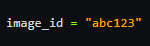 image_id = "abc123"